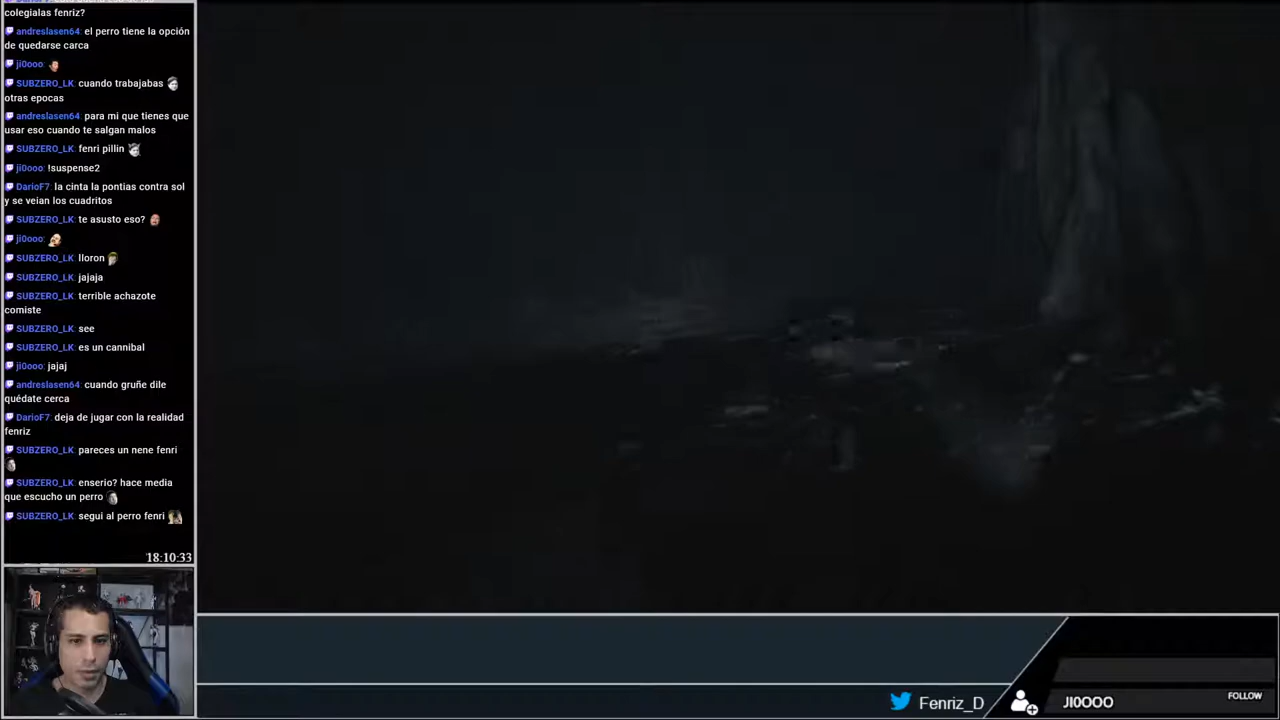 colegialas fenriz?
andreslasen64: el perro tiene la opción
de quedarse carca
ji0ooo:
SUBZERO_LK: cuando trabajabas
otras epocas
andreslasen64: para mi que tienes que
usar eso cuando te salgan malos
SUBZERO_LK: fenri pillin
ji0ooo: !suspense2
DarioF7: la cinta la pontias contra sol
y se veian los cuadritos
SUBZERO_LK: te asusto eso?
ji0ooo:
SUBZERO_LK: lloron
SUBZERO_LK: jajaja
SUBZERO_LK: terrible achazote
comiste
SUBZERO_LK: see
SUBZERO_LK: es un cannibal
ji0ooo: jajaj
andreslasen64: cuando gruñe dile
quédate cerca
DarioF7: deja de jugar con la realidad
fenriz
SUBZERO_LK: pareces un nene fenri
SUBZERO_LK: enserio? hace media
que escucho un perro
SUBZERO_LK: segui al perro fenri
18:10:33
Fenriz_D
JI0OOO
FOLLOW